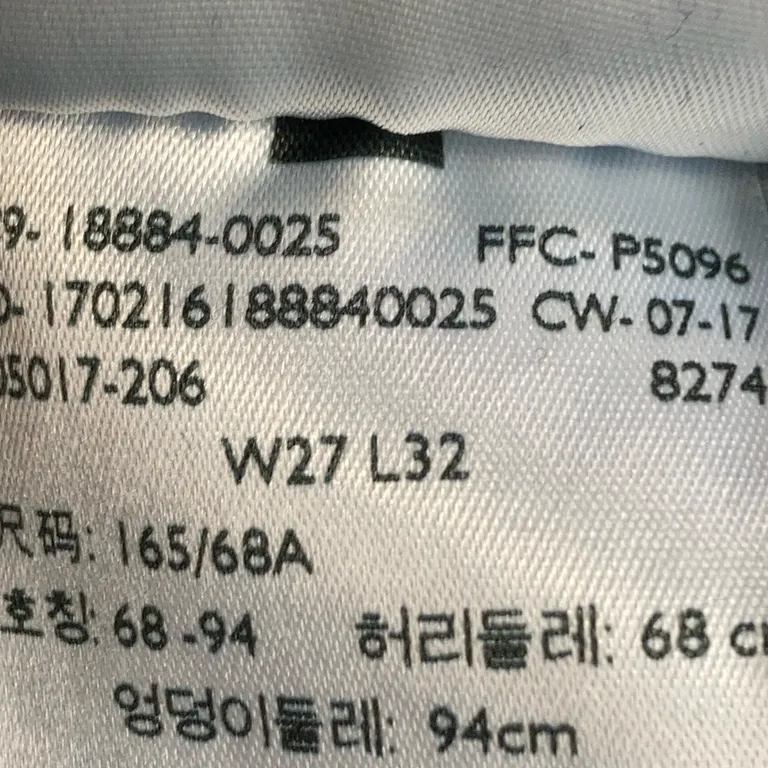 9-18884-0025 FFC-P5096
0-170216188840025 CW-07-17
05017-206 8274
W27 L32
尺码: 165/68A
호칭: 68-94 허리둘레: 68 cm
엉덩이둘레: 94cm